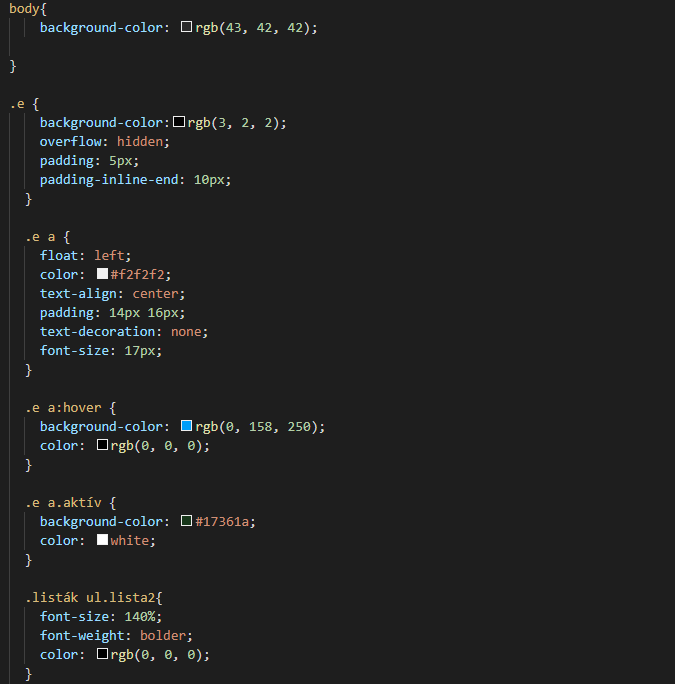 body{
    background-color: rgb(43, 42, 42);
}
.e {
    background-color: rgb(3, 2, 2);
    overflow: hidden;
    padding: 5px;
    padding-inline-end: 10px;
  }
  .e a {
    float: left;
    color: #f2f2f2;
    text-align: center;
    padding: 14px 16px;
    text-decoration: none;
    font-size: 17px;
  }
  .e a:hover {
    background-color: rgb(0, 158, 250);
    color: rgb(0, 0, 0);
  }
  .e a.aktív {
    background-color: #17361a;
    color: white;
  }
  .listák ul.lista2{
    font-size: 140%;
    font-weight: bolder;
    color: rgb(0, 0, 0);
  }